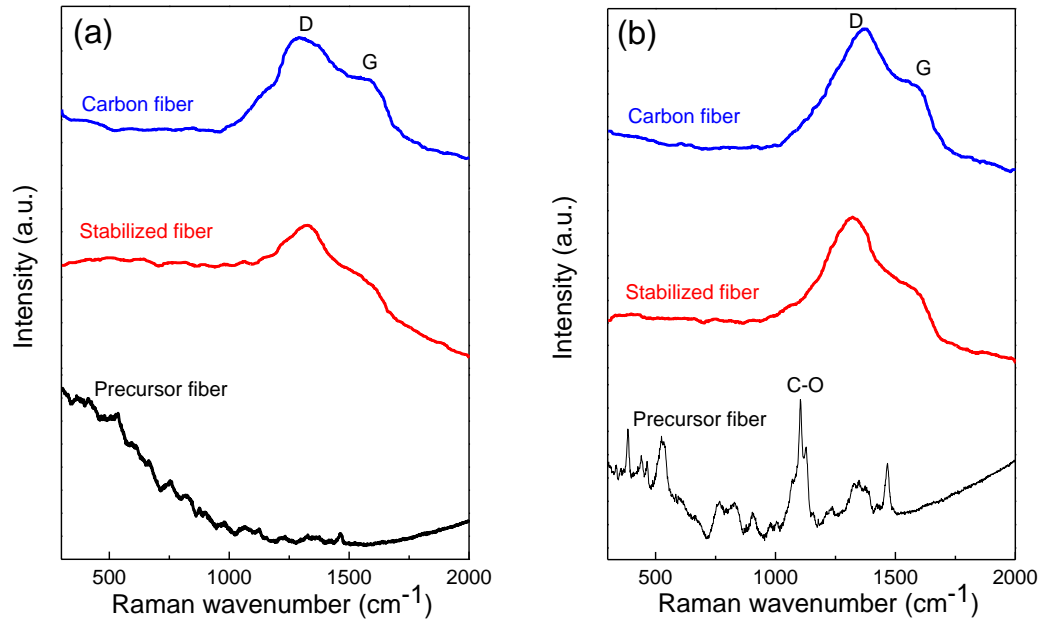 (a)
D
G
Carbon fiber
Stabilized fiber
Precursor fiber
Intensity (a.u.)
500
1000
1500
2000
Raman wavenumber (cm⁻¹)
(b)
D
G
Carbon fiber
Stabilized fiber
C-O
Precursor fiber
Intensity (a.u.)
500
1000
1500
2000
Raman wavenumber (cm⁻¹)